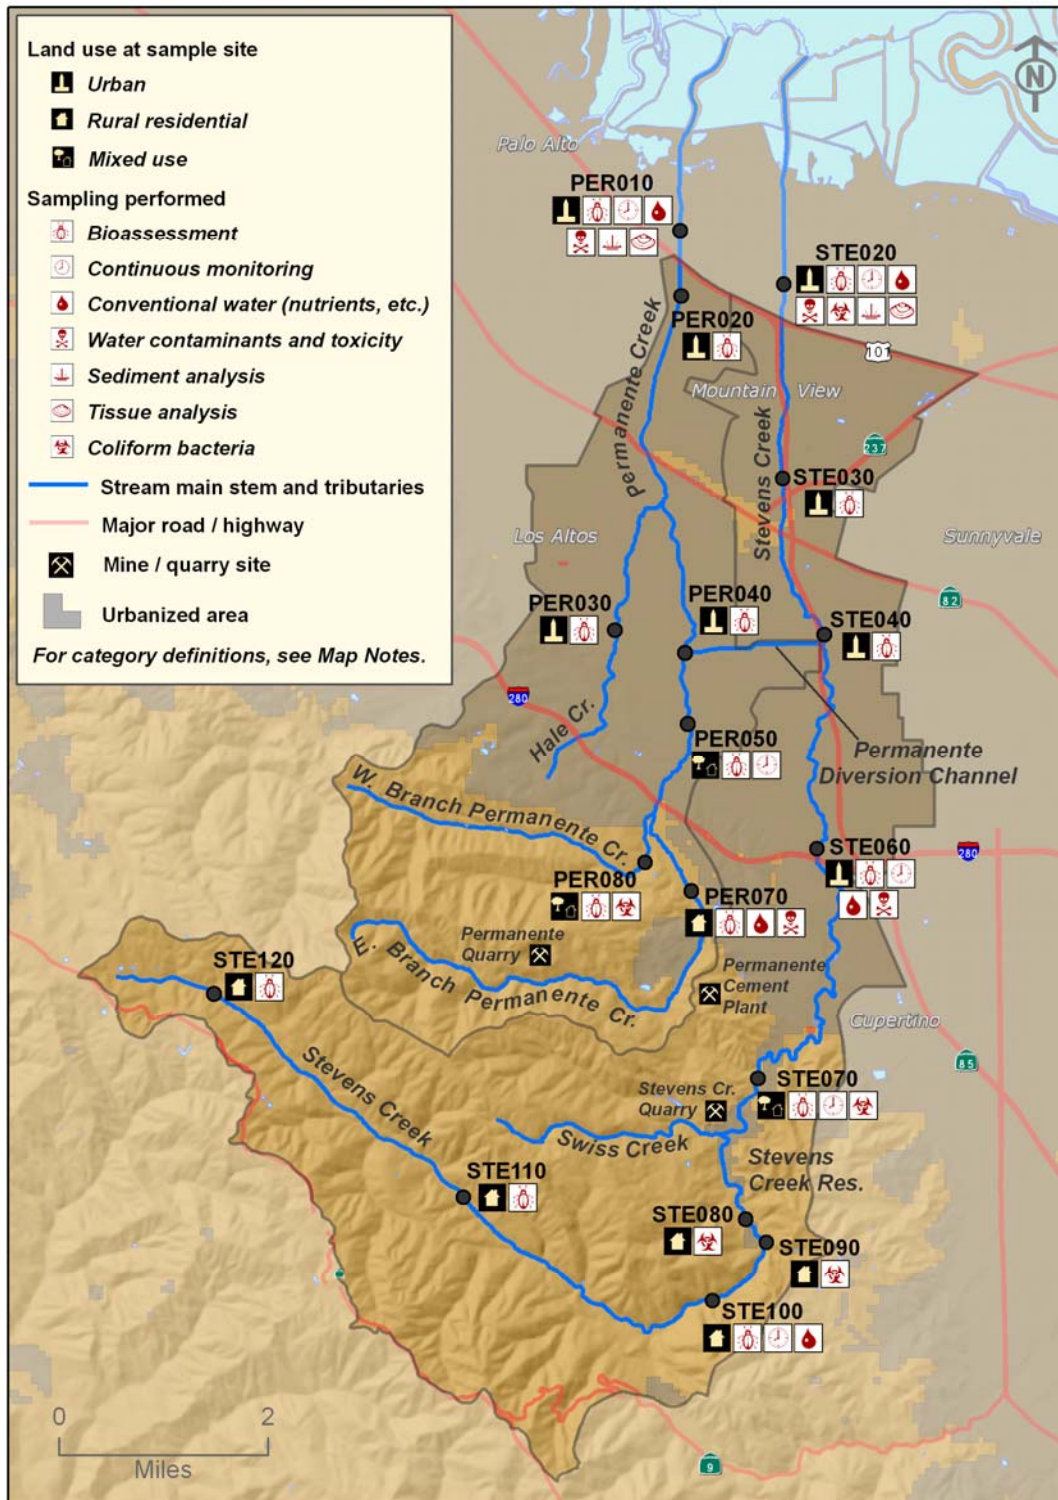 Land use at sample site
Urban
Rural residential
Mixed use
Sampling performed
Bioassessment
Continuous monitoring
Conventional water (nutrients, etc.)
Water contaminants and toxicity
Sediment analysis
Tissue analysis
Coliform bacteria
Stream main stem and tributaries
Major road / highway
Mine / quarry site
Urbanized area
For category definitions, see Map Notes.
N
Palo Alto
PER010
STE020
PER020
101
Permanente Creek
Mountain View
Stevens Creek
237
STE030
Los Altos
Sunnyvale
82
PER030
PER040
STE040
280
Hale Cr.
PER050
Permanente
Diversion Channel
W. Branch Permanente Cr.
STE060
280
PER080
PER070
Permanente
Quarry
E. Branch Permanente Cr.
Permanente
Cement
Plant
STE120
Cupertino
85
Stevens Creek
Stevens Cr.
Quarry
STE070
Swiss Creek
Stevens
Creek Res.
STE110
STE080
STE090
STE100
0 2
Miles
9